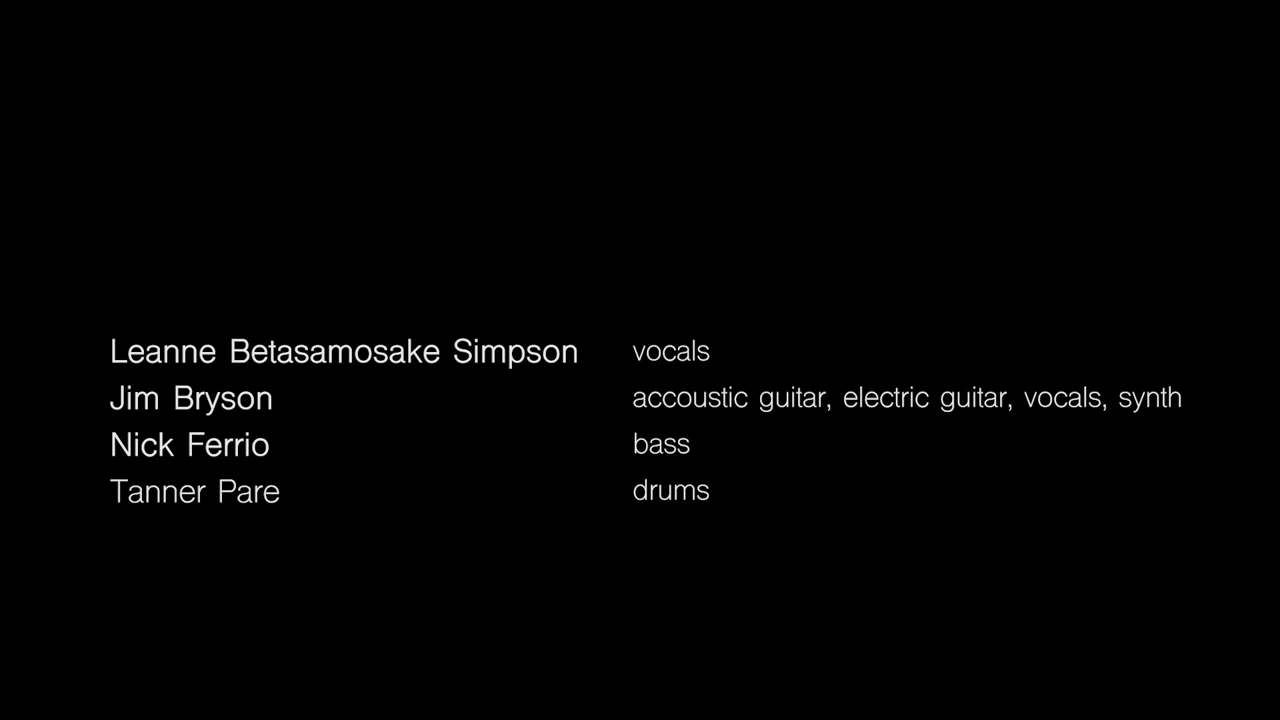 Leanne Betasamosake Simpson vocals
Jim Bryson accoustic guitar, electric guitar, vocals, synth
Nick Ferrio bass
Tanner Pare drums